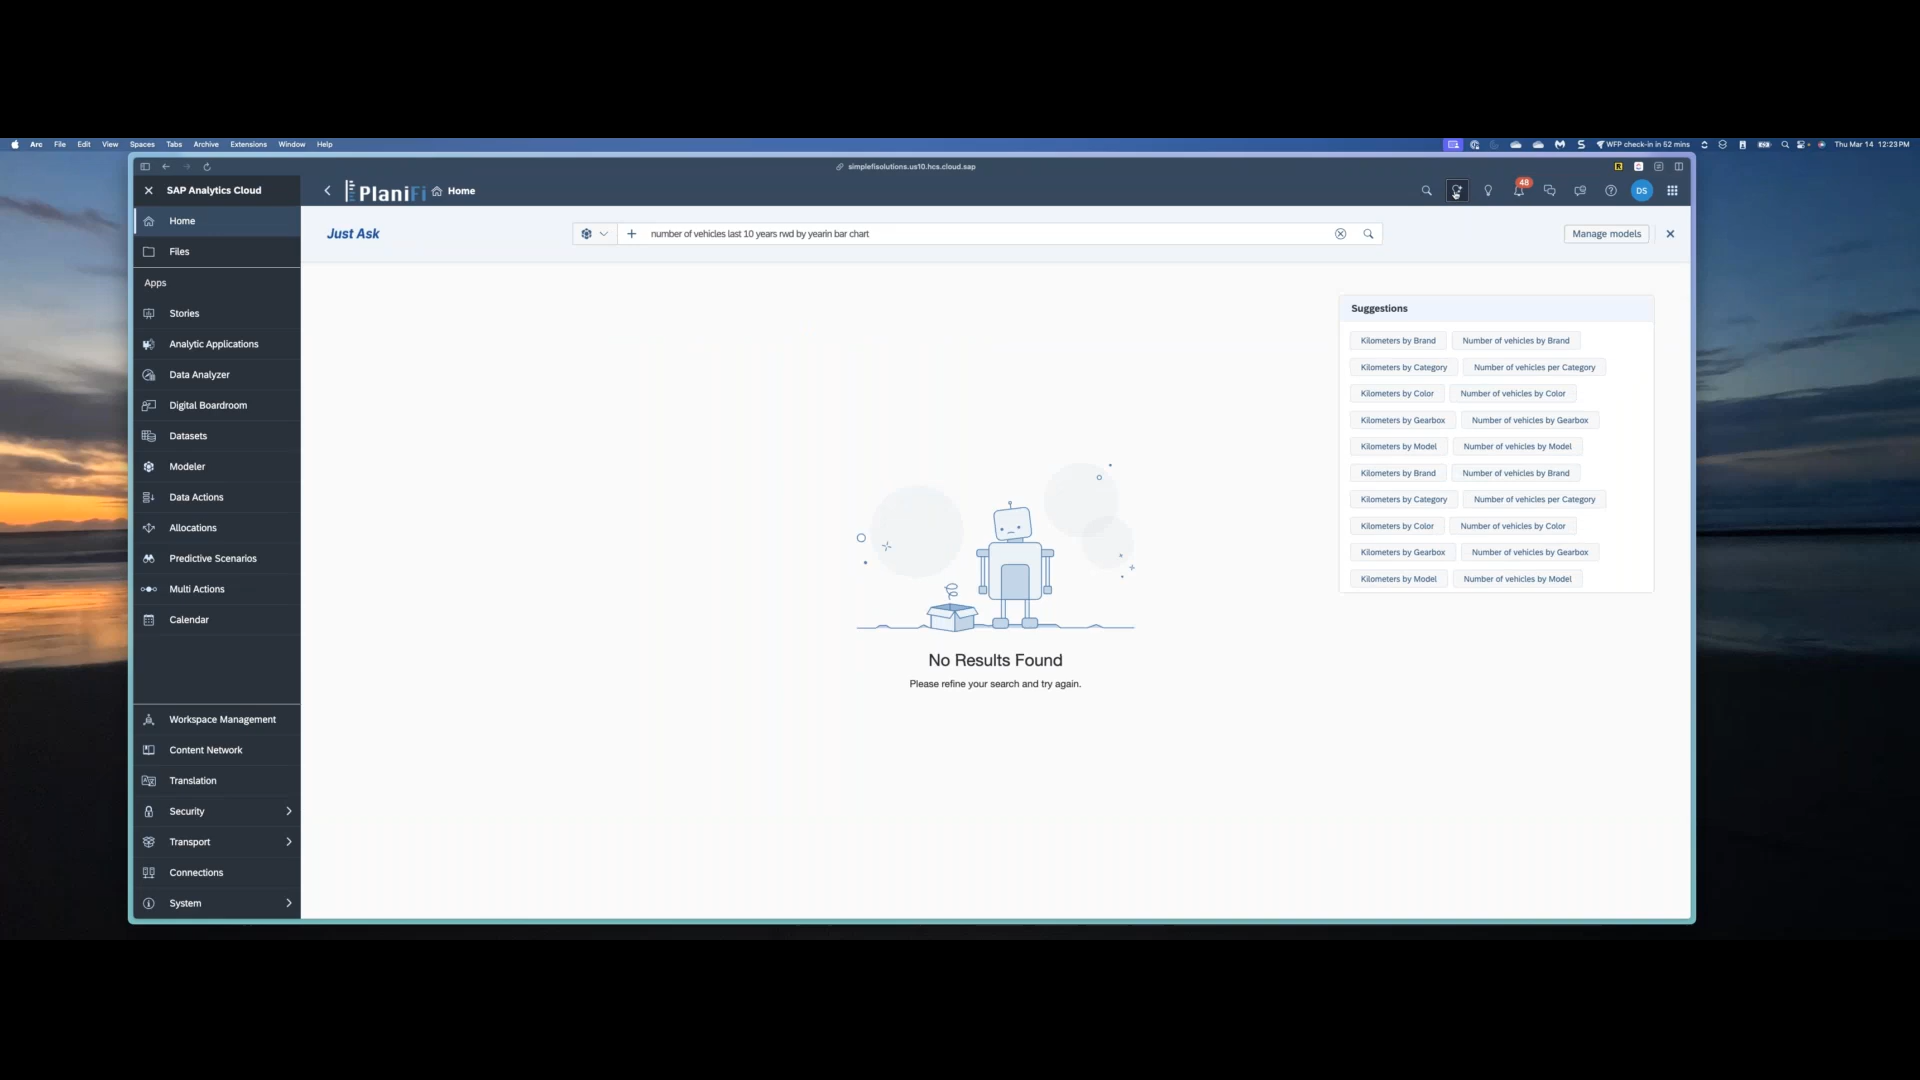 Arc File Edit View Spaces Tabs Archive Extensions Window Help
WFP check-in in 52 mins
Thu Mar 14 12:23 PM
simplefisolutions.us10.hcs.cloud.sap
SAP Analytics Cloud
PlaniFi
Home
48
DS
Home
Files
Apps
Stories
Analytic Applications
Data Analyzer
Digital Boardroom
Datasets
Modeler
Data Actions
Allocations
Predictive Scenarios
Multi Actions
Calendar
Workspace Management
Content Network
Translation
Security
Transport
Connections
System
Just Ask
number of vehicles last 10 years rwd by yearin bar chart
Manage models
No Results Found
Please refine your search and try again.
Suggestions
Kilometers by Brand Number of vehicles by Brand
Kilometers by Category Number of vehicles per Category
Kilometers by Color Number of vehicles by Color
Kilometers by Gearbox Number of vehicles by Gearbox
Kilometers by Model Number of vehicles by Model
Kilometers by Brand Number of vehicles by Brand
Kilometers by Category Number of vehicles per Category
Kilometers by Color Number of vehicles by Color
Kilometers by Gearbox Number of vehicles by Gearbox
Kilometers by Model Number of vehicles by Model